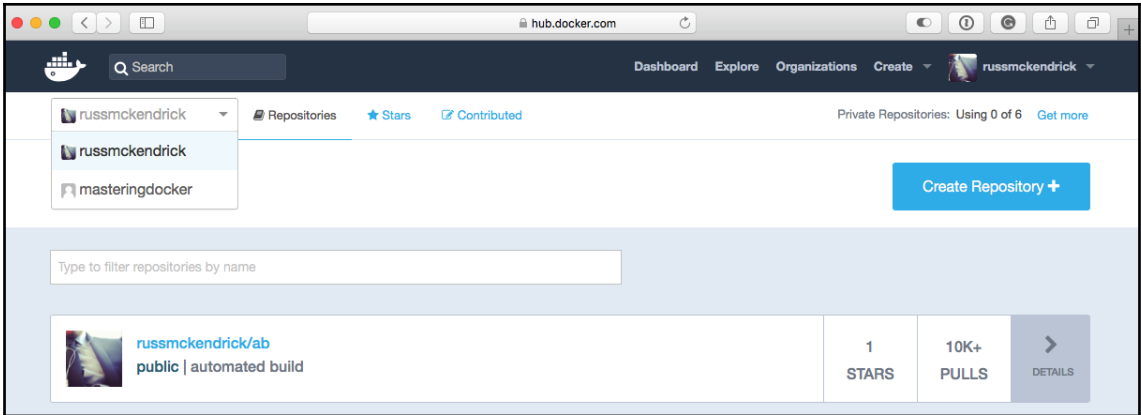 hub.docker.com
Search Dashboard Explore Organizations Create russmckendrick
russmckendrick Repositories Stars Contributed Private Repositories: Using 0 of 6 Get more
russmckendrick
masteringdocker
Create Repository
Type to filter repositories by name
russmckendrick/ab
public | automated build
1
STARS
10K+
PULLS
DETAILS